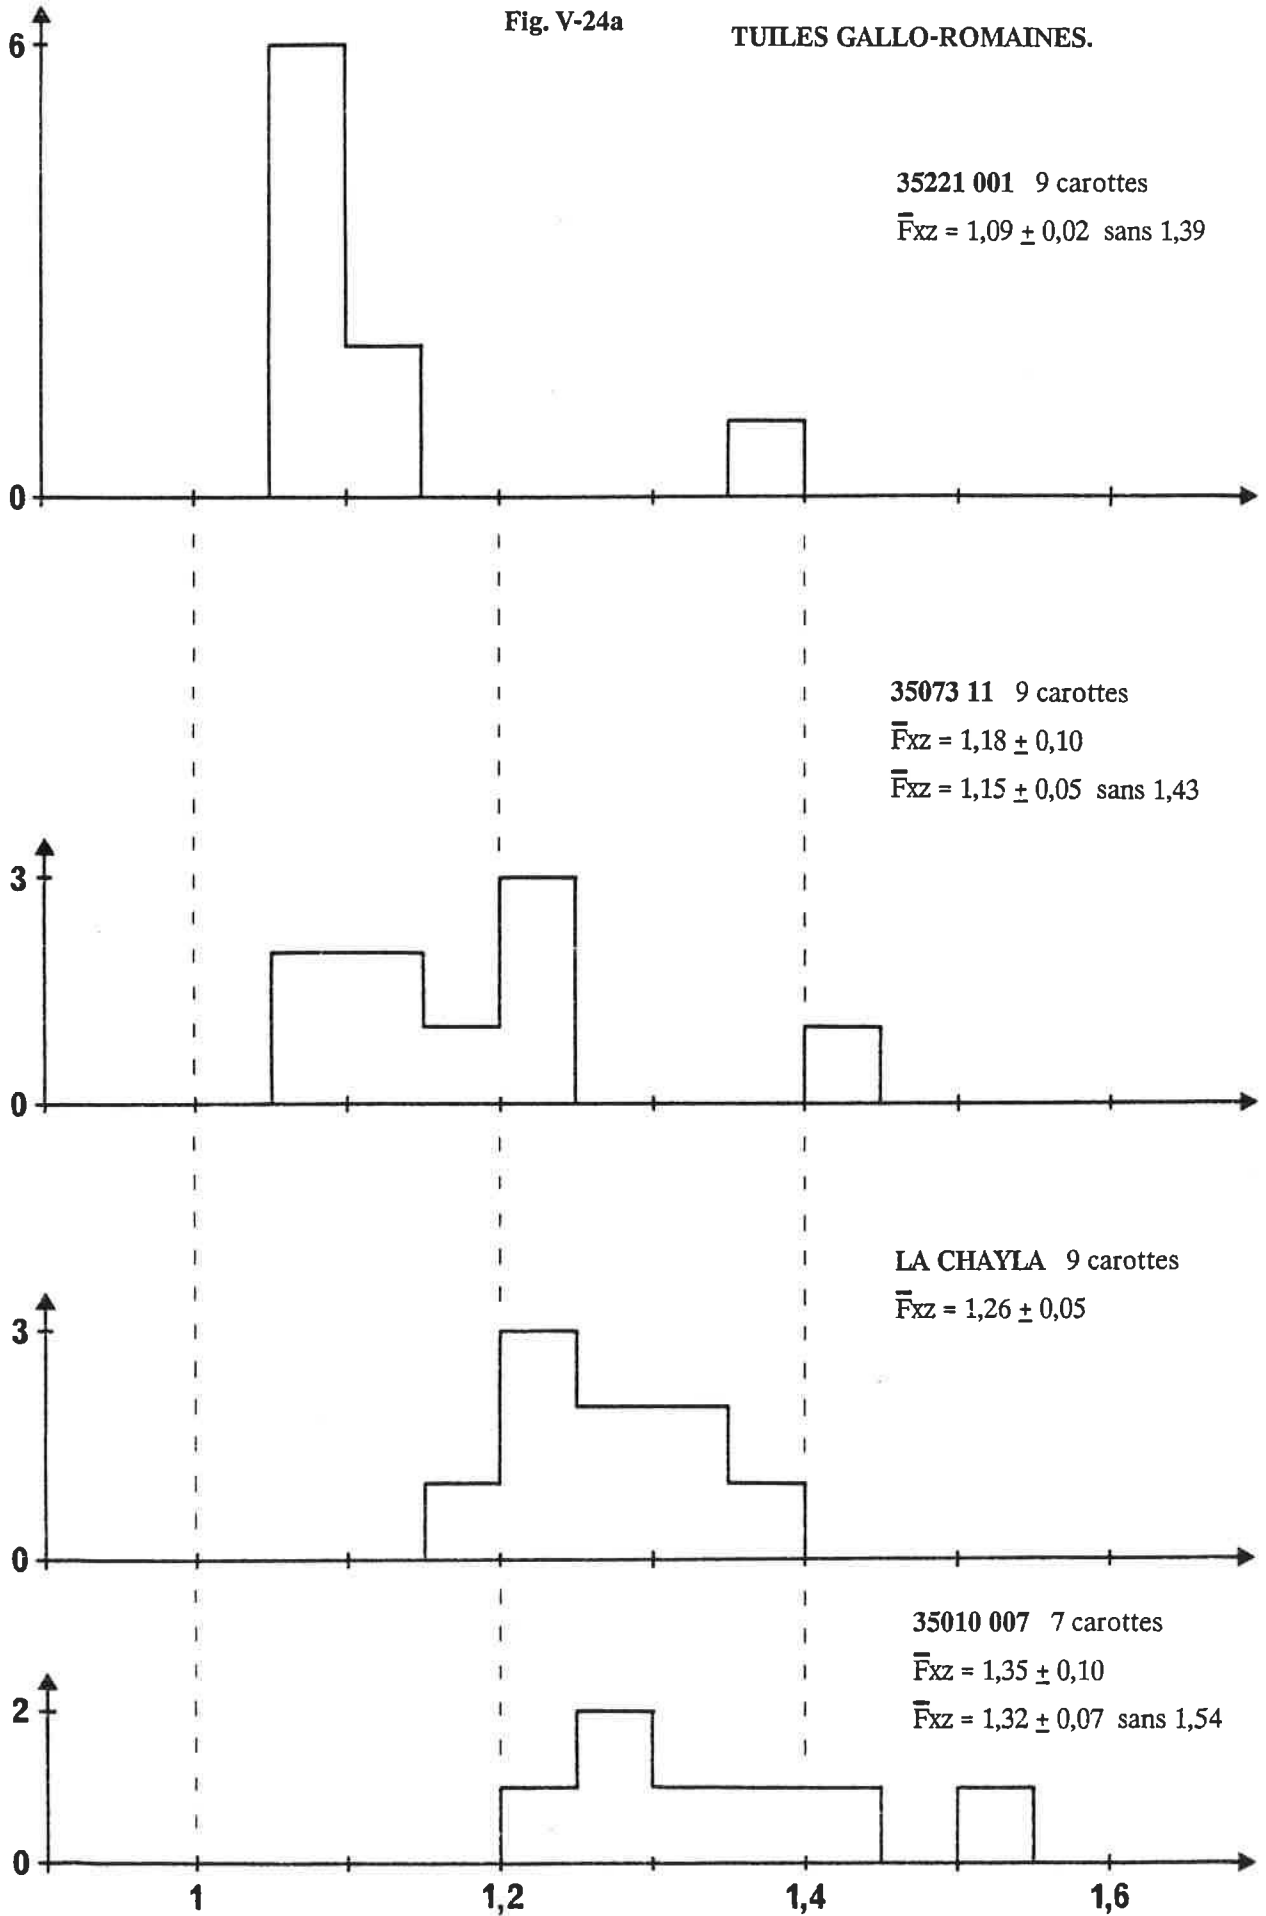 Fig. V-24a
TUILES GALLO-ROMAINES.
6
35221 001 9 carottes
F̅xz = 1,09 ± 0,02 sans 1,39
0
35073 11 9 carottes
F̅xz = 1,18 ± 0,10
F̅xz = 1,15 ± 0,05 sans 1,43
3
0
LA CHAYLA 9 carottes
F̅xz = 1,26 ± 0,05
3
0
35010 007 7 carottes
F̅xz = 1,35 ± 0,10
F̅xz = 1,32 ± 0,07 sans 1,54
2
0
1 1,2 1,4 1,6